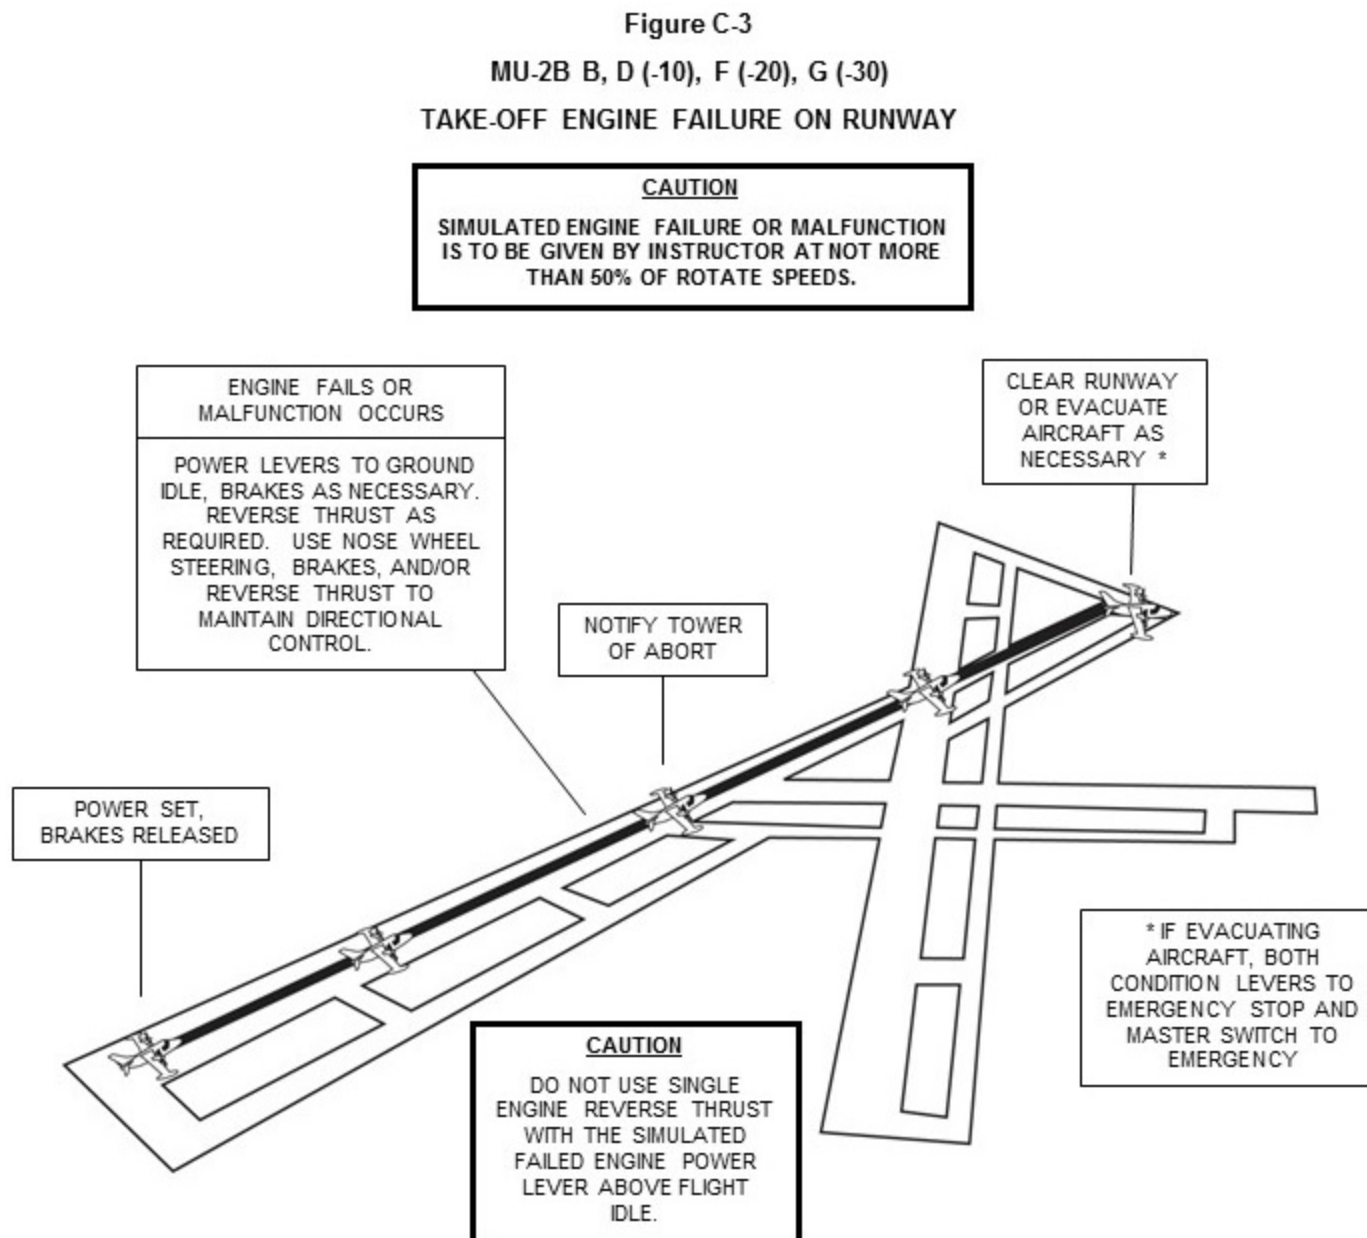 Figure C-3
MU-2B B, D (-10), F (-20), G (-30)
TAKE-OFF ENGINE FAILURE ON RUNWAY
CAUTION
SIMULATED ENGINE FAILURE OR MALFUNCTION
IS TO BE GIVEN BY INSTRUCTOR AT NOT MORE
THAN 50% OF ROTATE SPEEDS.
ENGINE FAILS OR
MALFUNCTION OCCURS
POWER LEVERS TO GROUND
IDLE, BRAKES AS NECESSARY.
REVERSE THRUST AS
REQUIRED. USE NOSE WHEEL
STEERING, BRAKES, AND/OR
REVERSE THRUST TO
MAINTAIN DIRECTIONAL
CONTROL.
CLEAR RUNWAY
OR EVACUATE
AIRCRAFT AS
NECESSARY *
NOTIFY TOWER
OF ABORT
POWER SET,
BRAKES RELEASED
* IF EVACUATING
AIRCRAFT, BOTH
CONDITION LEVERS TO
EMERGENCY STOP AND
MASTER SWITCH TO
EMERGENCY
CAUTION
DO NOT USE SINGLE
ENGINE REVERSE THRUST
WITH THE SIMULATED
FAILED ENGINE POWER
LEVER ABOVE FLIGHT
IDLE.